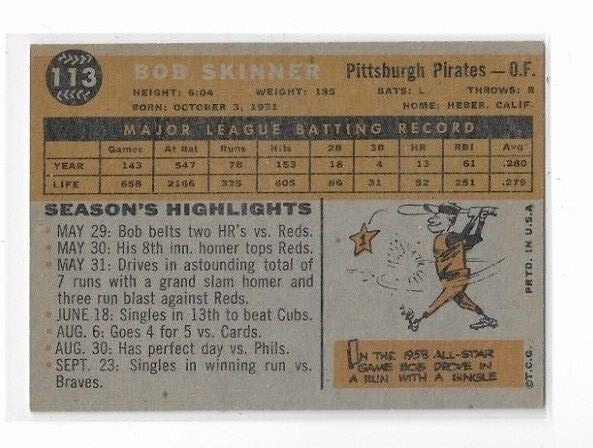 113
BOB SKINNER
Pittsburgh Pirates — O.F.
HEIGHT: 6:04 WEIGHT: 185 BATS: L THROWS: R
BORN: OCTOBER 3, 1931 HOME: HEBER, CALIF.
MAJOR LEAGUE BATTING RECORD
Games At Bat Runs Hits 2B 3B HR RBI Avg
YEAR 143 547 78 153 18 4 13 61 .280
LIFE 658 2166 325 605 86 31 52 251 .279
SEASON'S HIGHLIGHTS
• MAY 29: Bob belts two HR's vs. Reds.
• MAY 30: His 8th inn. homer tops Reds.
• MAY 31: Drives in astounding total of
7 runs with a grand slam homer and
three run blast against Reds.
• JUNE 18: Singles in 13th to beat Cubs.
• AUG. 6: Goes 4 for 5 vs. Cards.
• AUG. 30: Has perfect day vs. Phils.
• SEPT. 23: Singles in winning run vs.
Braves.
1
IN THE 1958 ALL-STAR
GAME BOB DROVE IN
A RUN WITH A SINGLE
©T.C.G. PRTD. IN U.S.A